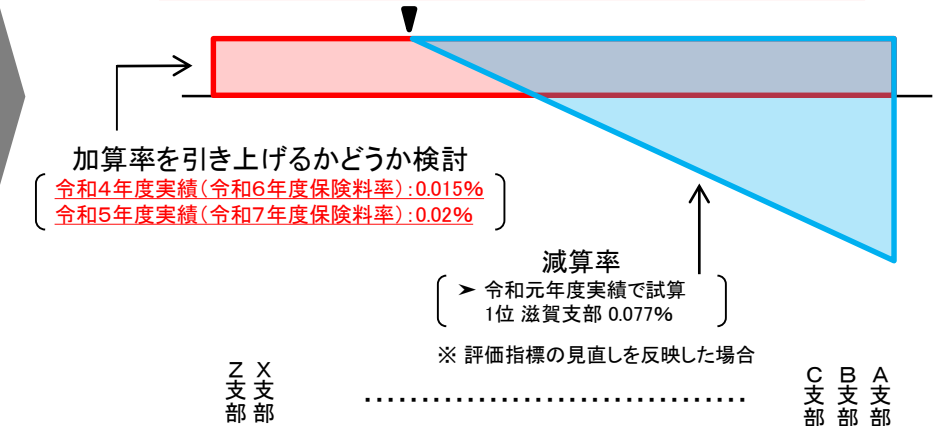 加算率を引き上げるかどうか検討
令和4年度実績(令和6年度保険料率):0.015%
令和5年度実績(令和7年度保険料率):0.02%
減算率
➤ 令和元年度実績で試算
1位 滋賀支部 0.077%
※ 評価指標の見直しを反映した場合
Z支部
X支部
‥‥‥‥‥‥‥‥‥‥‥‥‥‥‥‥‥‥
C支部
B支部
A支部